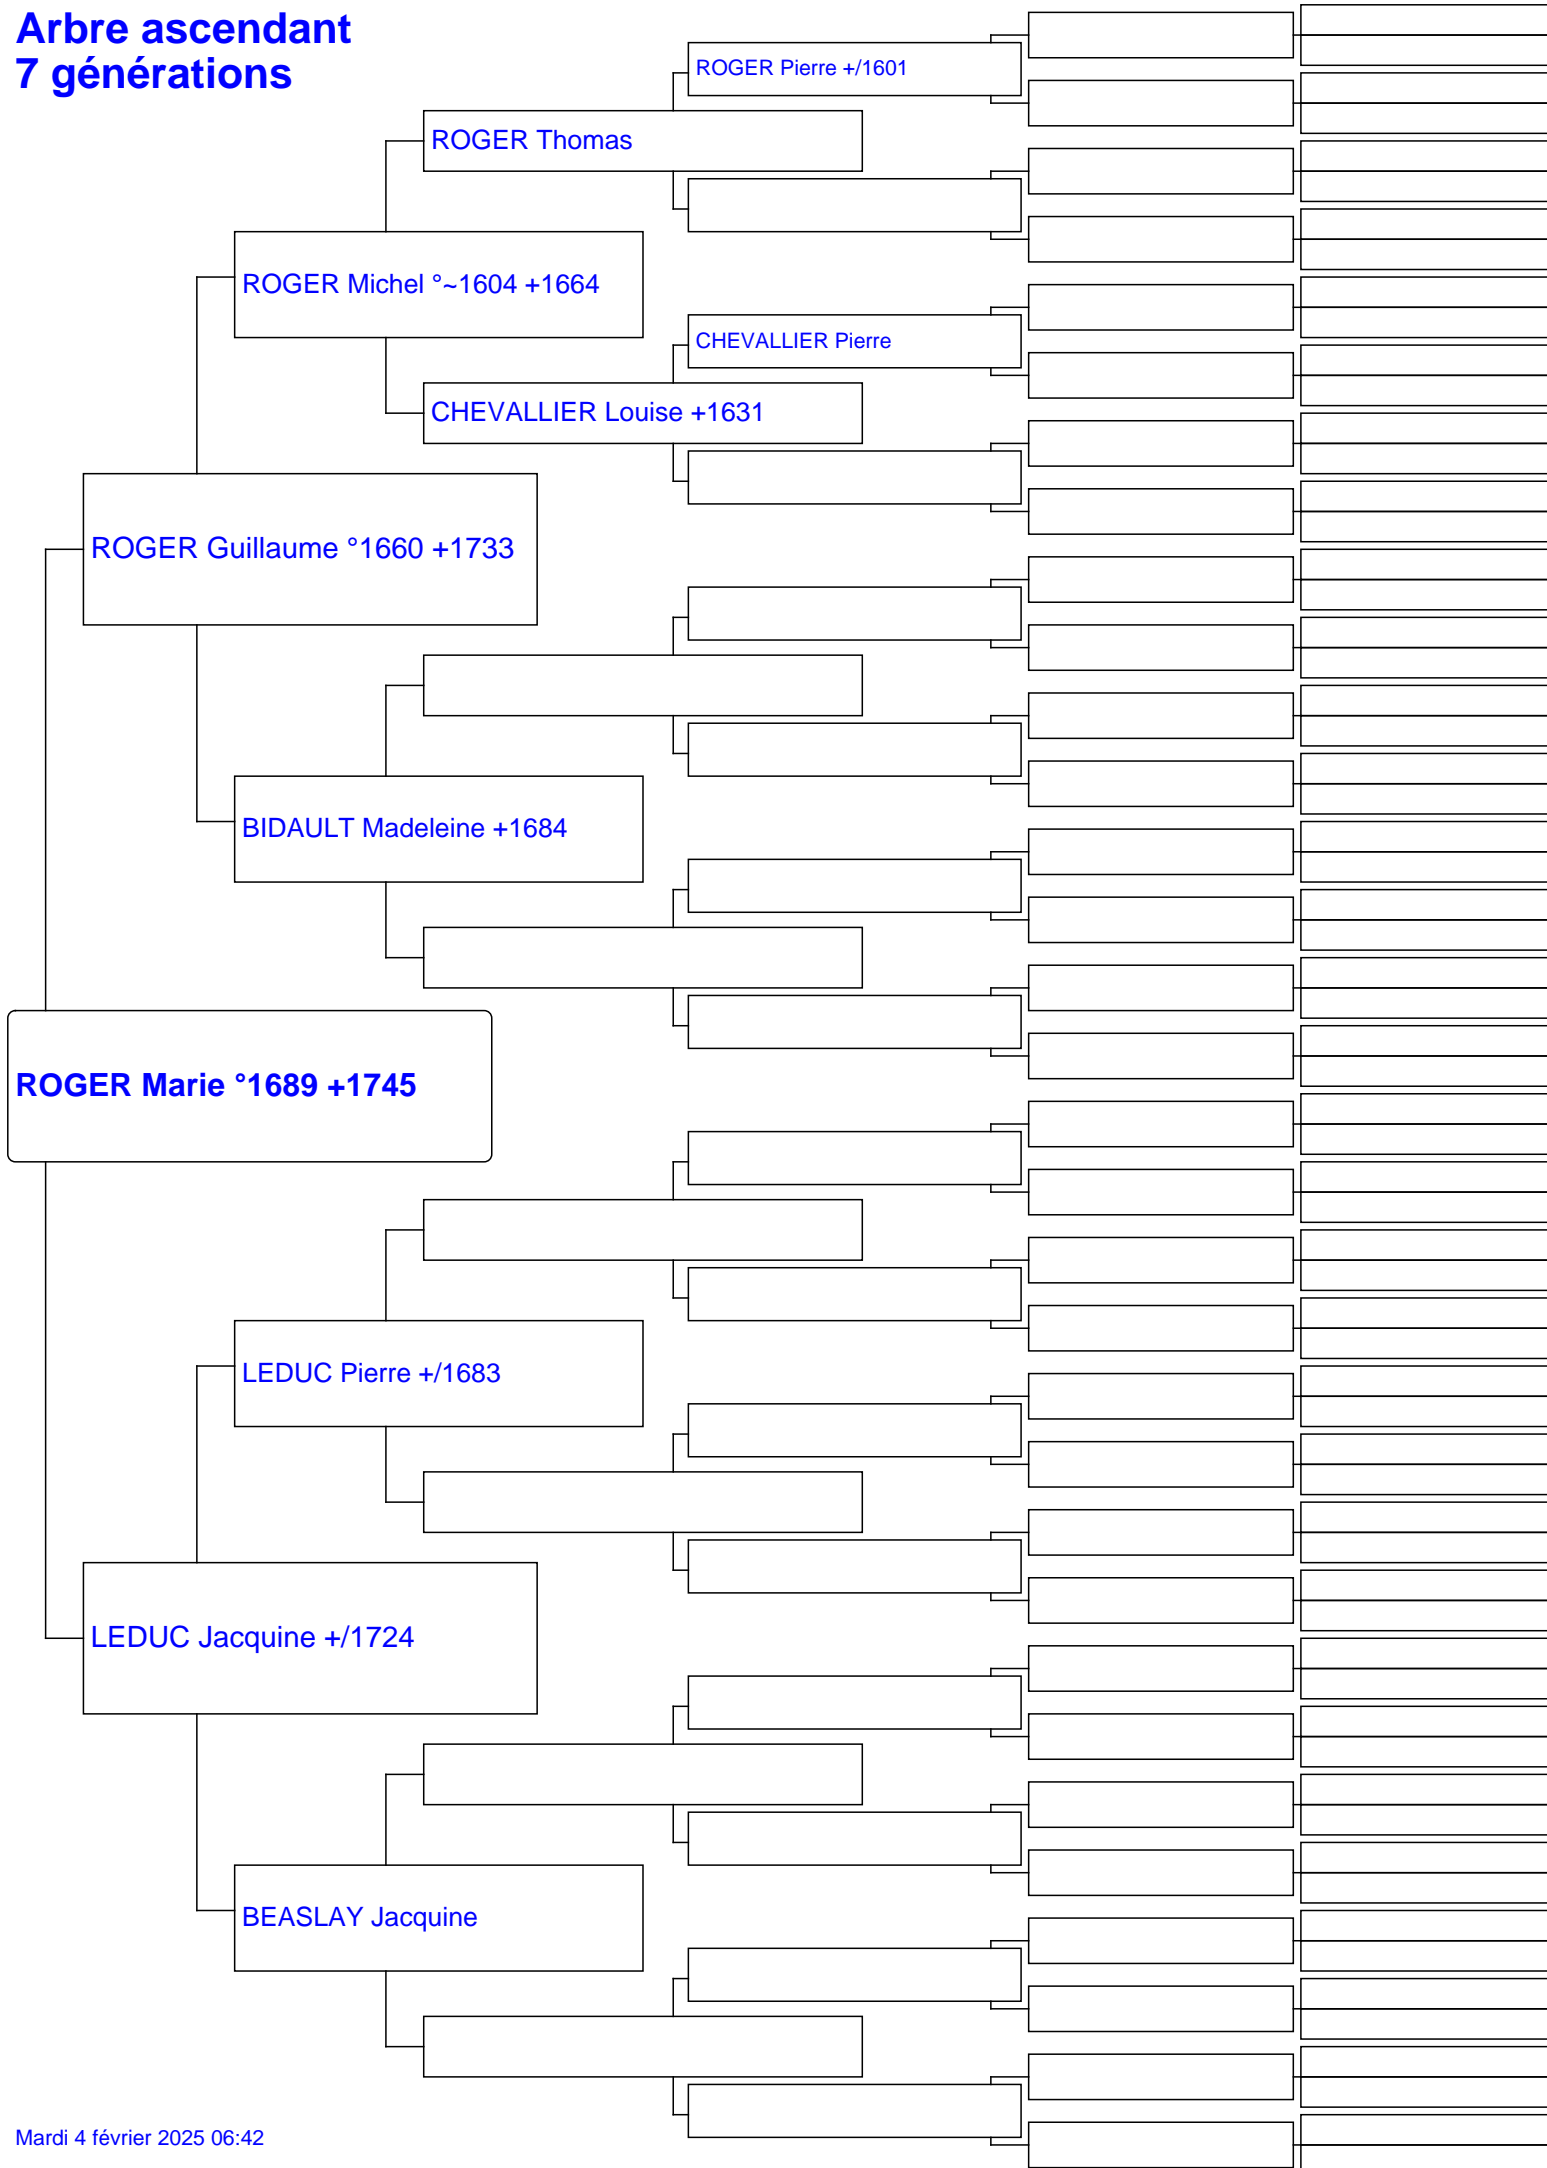 Arbre ascendant
7 générations
ROGER Pierre +/1601
ROGER Thomas
ROGER Michel °~1604 +1664
CHEVALLIER Pierre
CHEVALLIER Louise +1631
ROGER Guillaume °1660 +1733
BIDAULT Madeleine +1684
ROGER Marie °1689 +1745
LEDUC Pierre +/1683
LEDUC Jacquine +/1724
BEASLAY Jacquine
Mardi 4 février 2025 06:42